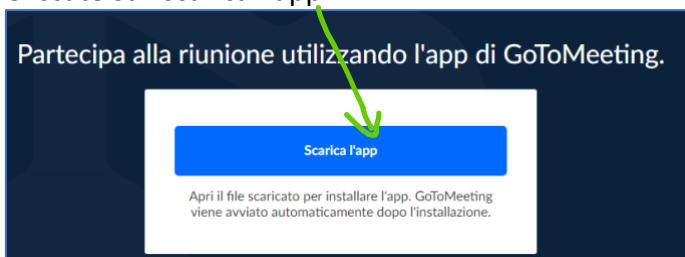 Partecipa alla riunione utilizzando l'app di GoToMeeting.
Scarica l'app
Apri il file scaricato per installare l'app. GoToMeeting
viene avviato automaticamente dopo l'installazione.